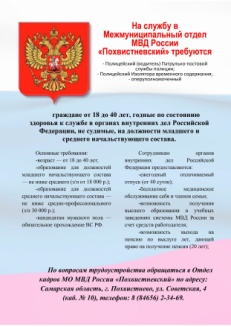 На службу в
Межмуниципальный отдел
МВД России
«Похвистневский» требуются
- Полицейский (водитель) Патрульно-постовой
службы полиции;
- Полицейский Изолятора временного содержания;
- оперуполномоченный
граждане от 18 до 40 лет, годные по состоянию
здоровья к службе в органах внутренних дел Российской
Федерации, не судимые, на должности младшего и
среднего начальствующего состава.
Основные требования:
-возраст — от 18 до 40 лет;
-образование для должностей
младшего начальствующего состава
— не ниже среднего (з/п от 18 000 р.);
-образование для должностей
среднего начальствующего состава –
не ниже средне-профессионального
(з/п 30 000 р.);
-кандидатам мужского пола —
обязательное прохождение ВС РФ.
Сотрудникам органов
внутренних дел Российской
Федерации предоставляется:
-ежегодный оплачиваемый
отпуск (от 40 суток);
-бесплатное медицинское
обслуживание себя и членов семьи;
-возможность получения
высшего образования в учебных
заведениях системы МВД России за
счет средств работодателя;
-возможность выхода на
пенсию по выслуге лет, дающей
право на получение пенсии (20 лет);
По вопросам трудоустройства обращаться в Отдел
кадров МО МВД России «Похвистневский» по адресу:
Самарская область, г. Похвистнево, ул. Советская, 4
(каб. № 10), телефон: 8 (84656) 2-34-69.